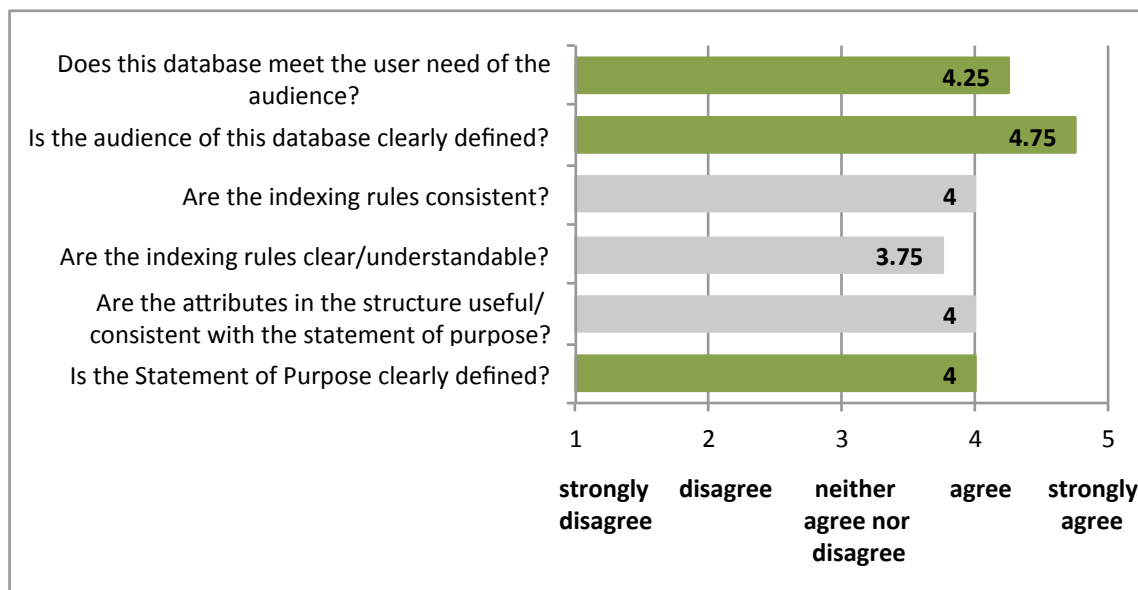 Does this database meet the user need of the
audience?
4.25
Is the audience of this database clearly defined?
4.75
Are the indexing rules consistent?
4
Are the indexing rules clear/understandable?
3.75
Are the attributes in the structure useful/
consistent with the statement of purpose?
4
Is the Statement of Purpose clearly defined?
4
1 2 3 4 5
strongly disagree neither agree strongly
disagree agree nor agree
disagree